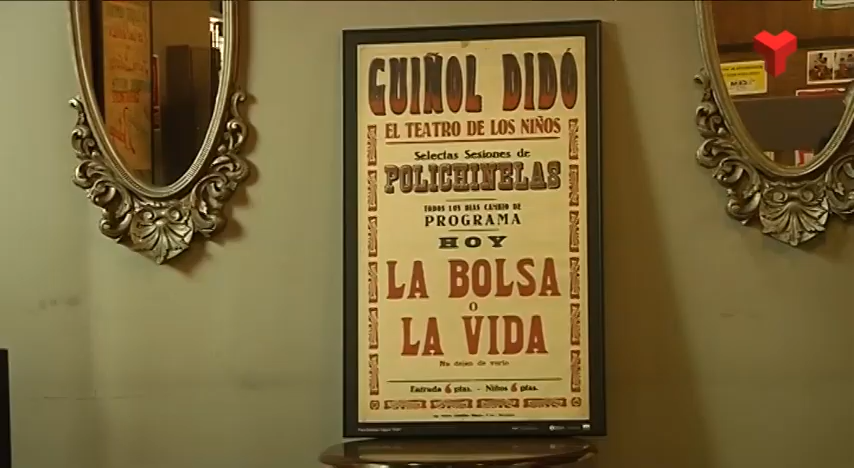 GUIÑOL DIDÓ
EL TEATRO DE LOS NIÑOS
Selectas Sesiones de
POLICHINELAS
TODOS LOS DIAS CAMBIO DE
PROGRAMA
HOY
LA BOLSA
O
LA VIDA
No dejen de verlo
Entrada 6 ptas. - Niños 6 ptas.